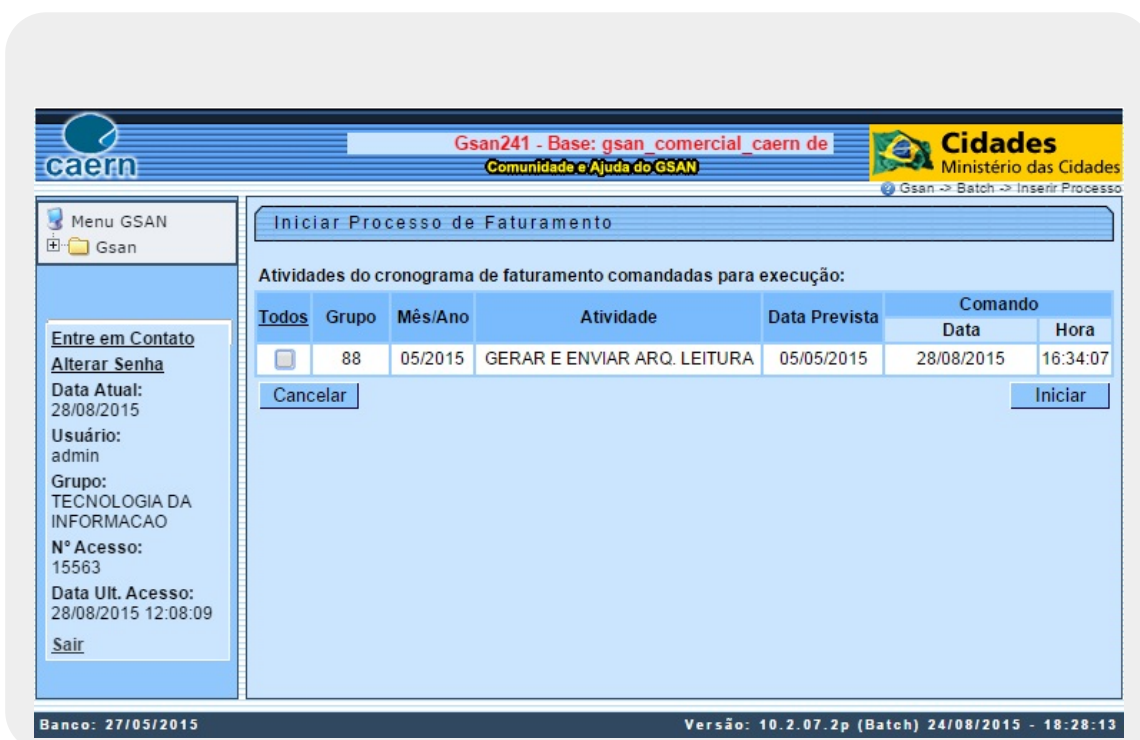 caern
Gsan241 - Base: gsan_comercial_caern de
Comunidade e Ajuda do GSAN
Cidades
Ministério das Cidades
Gsan -> Batch -> Inserir Processo
Menu GSAN
Gsan
Entre em Contato
Alterar Senha
Data Atual:
28/08/2015
Usuário:
admin
Grupo:
TECNOLOGIA DA
INFORMACAO
Nº Acesso:
15563
Data Ult. Acesso:
28/08/2015 12:08:09
Sair
Iniciar Processo de Faturamento
Atividades do cronograma de faturamento comandadas para execução:
Todos Grupo Mês/Ano Atividade Data Prevista Comando
Data Hora
88 05/2015 GERAR E ENVIAR ARQ. LEITURA 05/05/2015 28/08/2015 16:34:07
Cancelar Iniciar
Banco: 27/05/2015 Versão: 10.2.07.2p (Batch) 24/08/2015 - 18:28:13